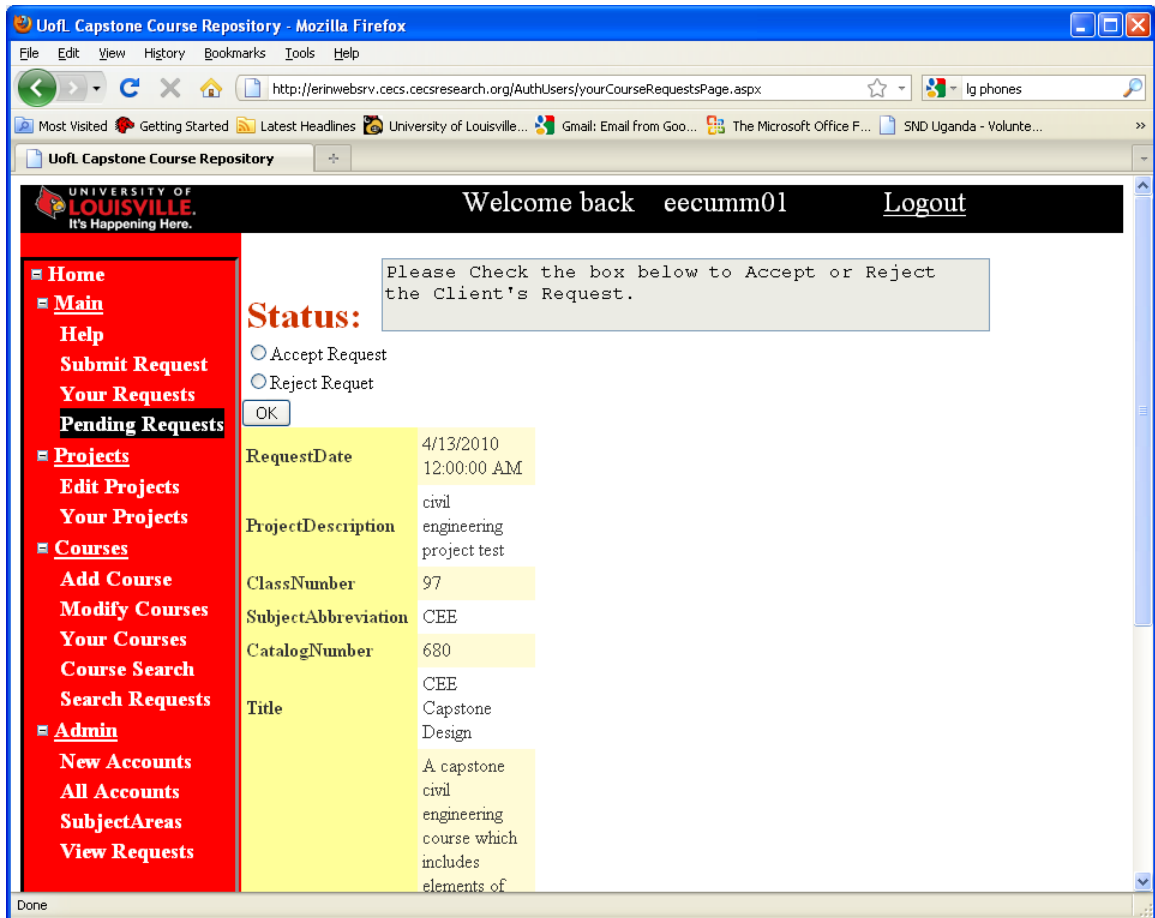 UofL Capstone Course Repository - Mozilla Firefox
File Edit View History Bookmarks Tools Help
http://erinwebsrv.cecs.cecsresearch.org/AuthUsers/yourCourseRequestsPage.aspx
lg phones
Most Visited Getting Started Latest Headlines University of Louisville... Gmail: Email from Goo... The Microsoft Office F... SND Uganda - Volunte... »
UofL Capstone Course Repository
UNIVERSITY OF
LOUISVILLE.
It's Happening Here.
Welcome back eecumm01 Logout
Home
Main
Help
Submit Request
Your Requests
Pending Requests
Projects
Edit Projects
Your Projects
Courses
Add Course
Modify Courses
Your Courses
Course Search
Search Requests
Admin
New Accounts
All Accounts
SubjectAreas
View Requests
Status:
Please Check the box below to Accept or Reject
the Client's Request.
Accept Request
Reject Requet
OK
RequestDate
4/13/2010
12:00:00 AM
ProjectDescription
civil
engineering
project test
ClassNumber 97
SubjectAbbreviation CEE
CatalogNumber 680
Title
CEE
Capstone
Design
A capstone
civil
engineering
course which
includes
elements of
Done